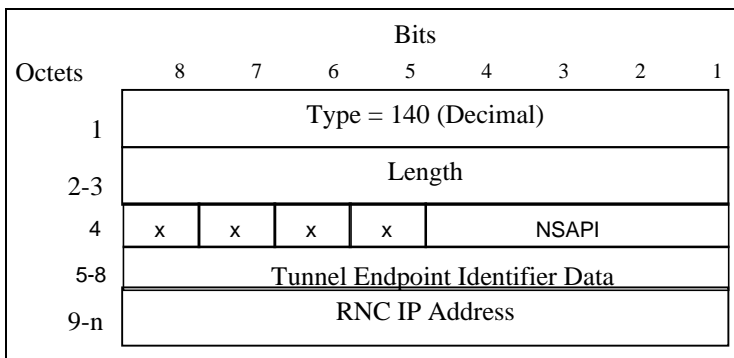 Bits
Octets 8 7 6 5 4 3 2 1
1 Type = 140 (Decimal)
2-3 Length
4 x x x x NSAPI
5-8 Tunnel Endpoint Identifier Data
9-n RNC IP Address